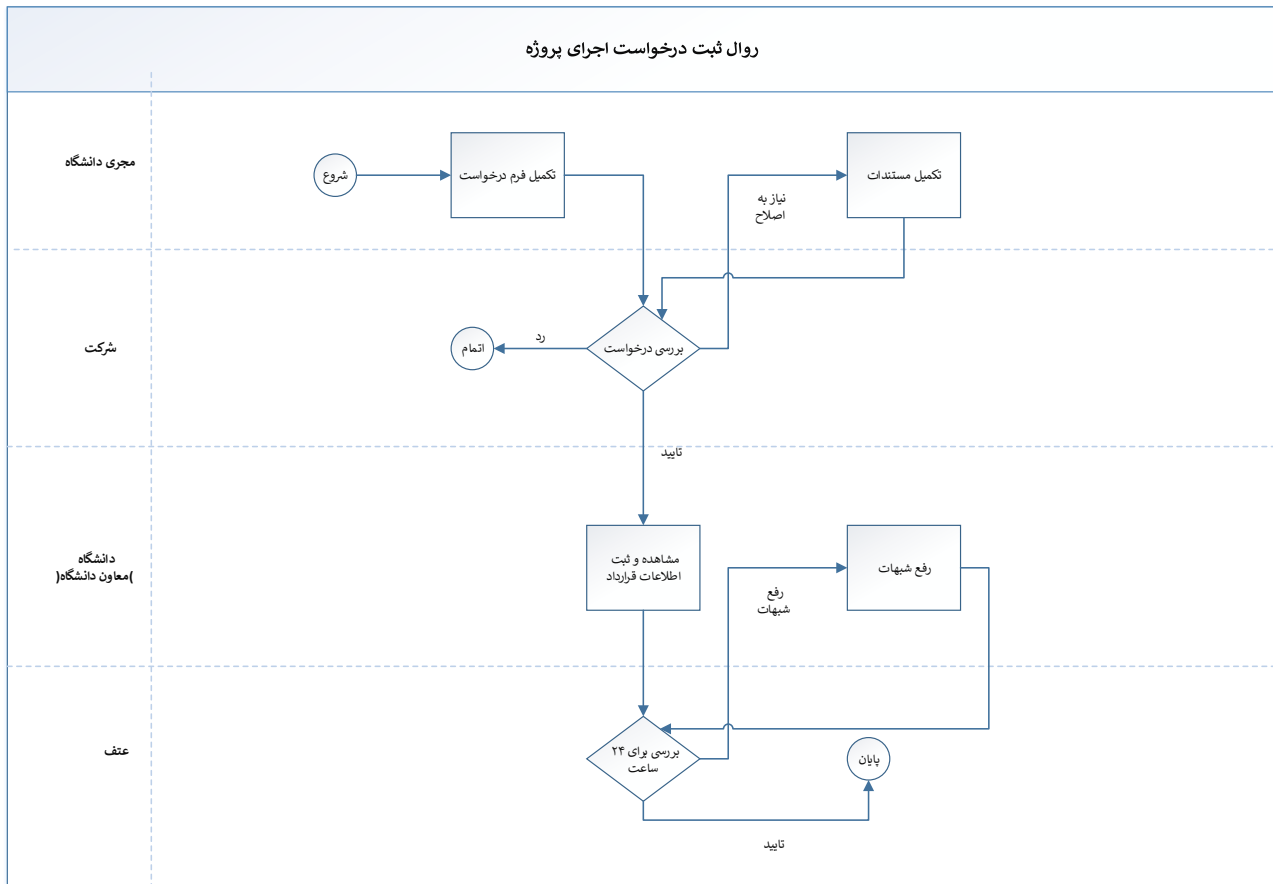 روال ثبت درخواست اجرای پروژه
مجری دانشگاه
شروع
تکمیل فرم درخواست
نیاز به
اصلاح
تکمیل مستندات
شرکت
اتمام
رد
بررسی درخواست
تایید
دانشگاه
)معاون دانشگاه(
مشاهده و ثبت
اطلاعات قرارداد
رفع
شبهات
رفع شبهات
عتف
بررسی برای ۲۴
ساعت
پایان
تایید